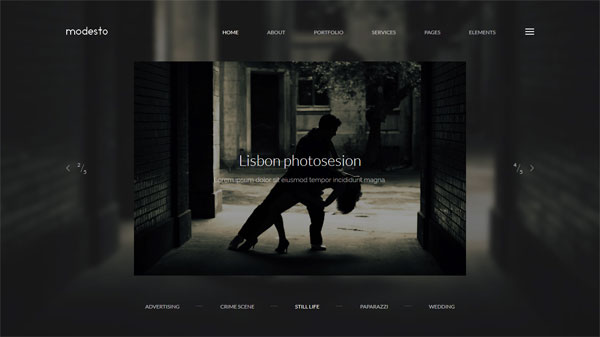 modesto
HOME ABOUT PORTFOLIO SERVICES PAGES ELEMENTS
Lisbon photosesion
Lorem ipsum dolor sit eiusmod tempor incididunt magna
2/5
4/5
ADVERTISING CRIME SCENE STILL LIFE PAPARAZZI WEDDING